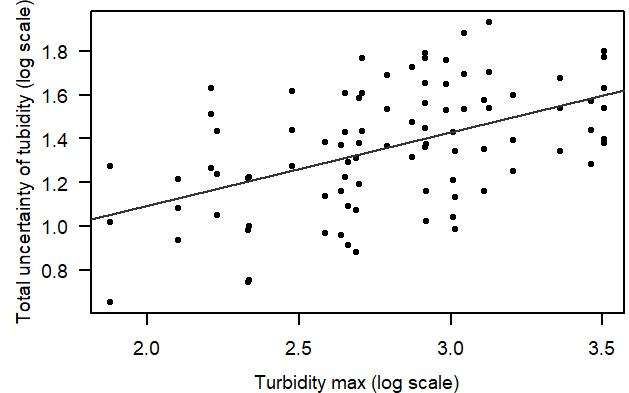 Total uncertainty of tubidity (log scale)
1.8
1.6
1.4
1.2
1.0
0.8
2.0 2.5 3.0 3.5
Turbidity max (log scale)